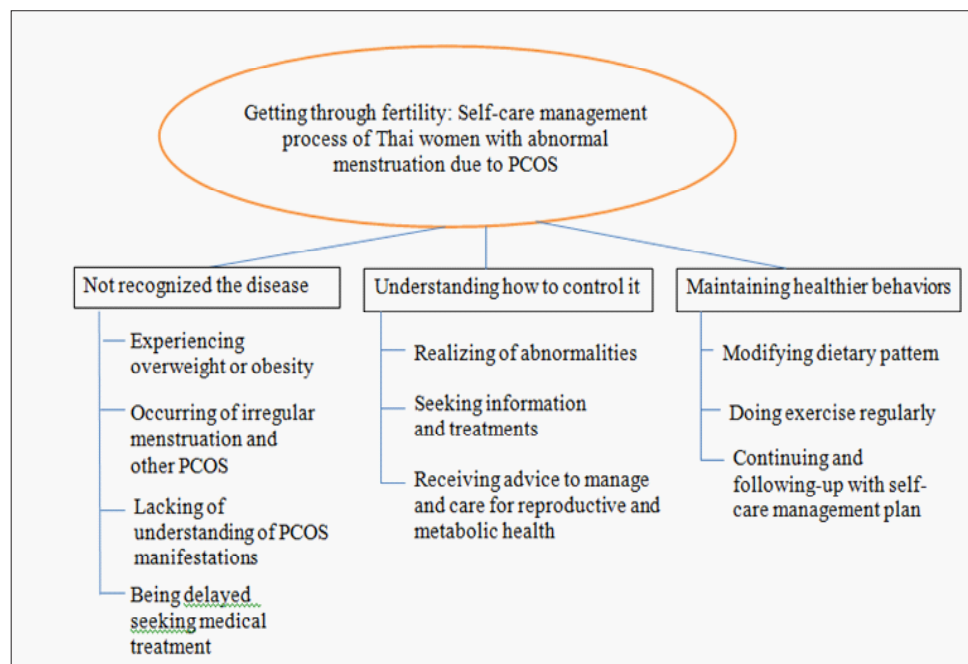 Getting through fertility: Self-care management
process of Thai women with abnormal
menstruation due to PCOS
Not recognized the disease
Experiencing
overweight or obesity
Occurring of irregular
menstruation and
other PCOS
Lacking of
understanding of PCOS
manifestations
Being delayed
seeking medical
treatment
Understanding how to control it
Realizing of abnormalities
Seeking information
and treatments
Receiving advice to manage
and care for reproductive and
metabolic health
Maintaining healthier behaviors
Modifying dietary pattern
Doing exercise regularly
Continuing and
following-up with self-
care management plan